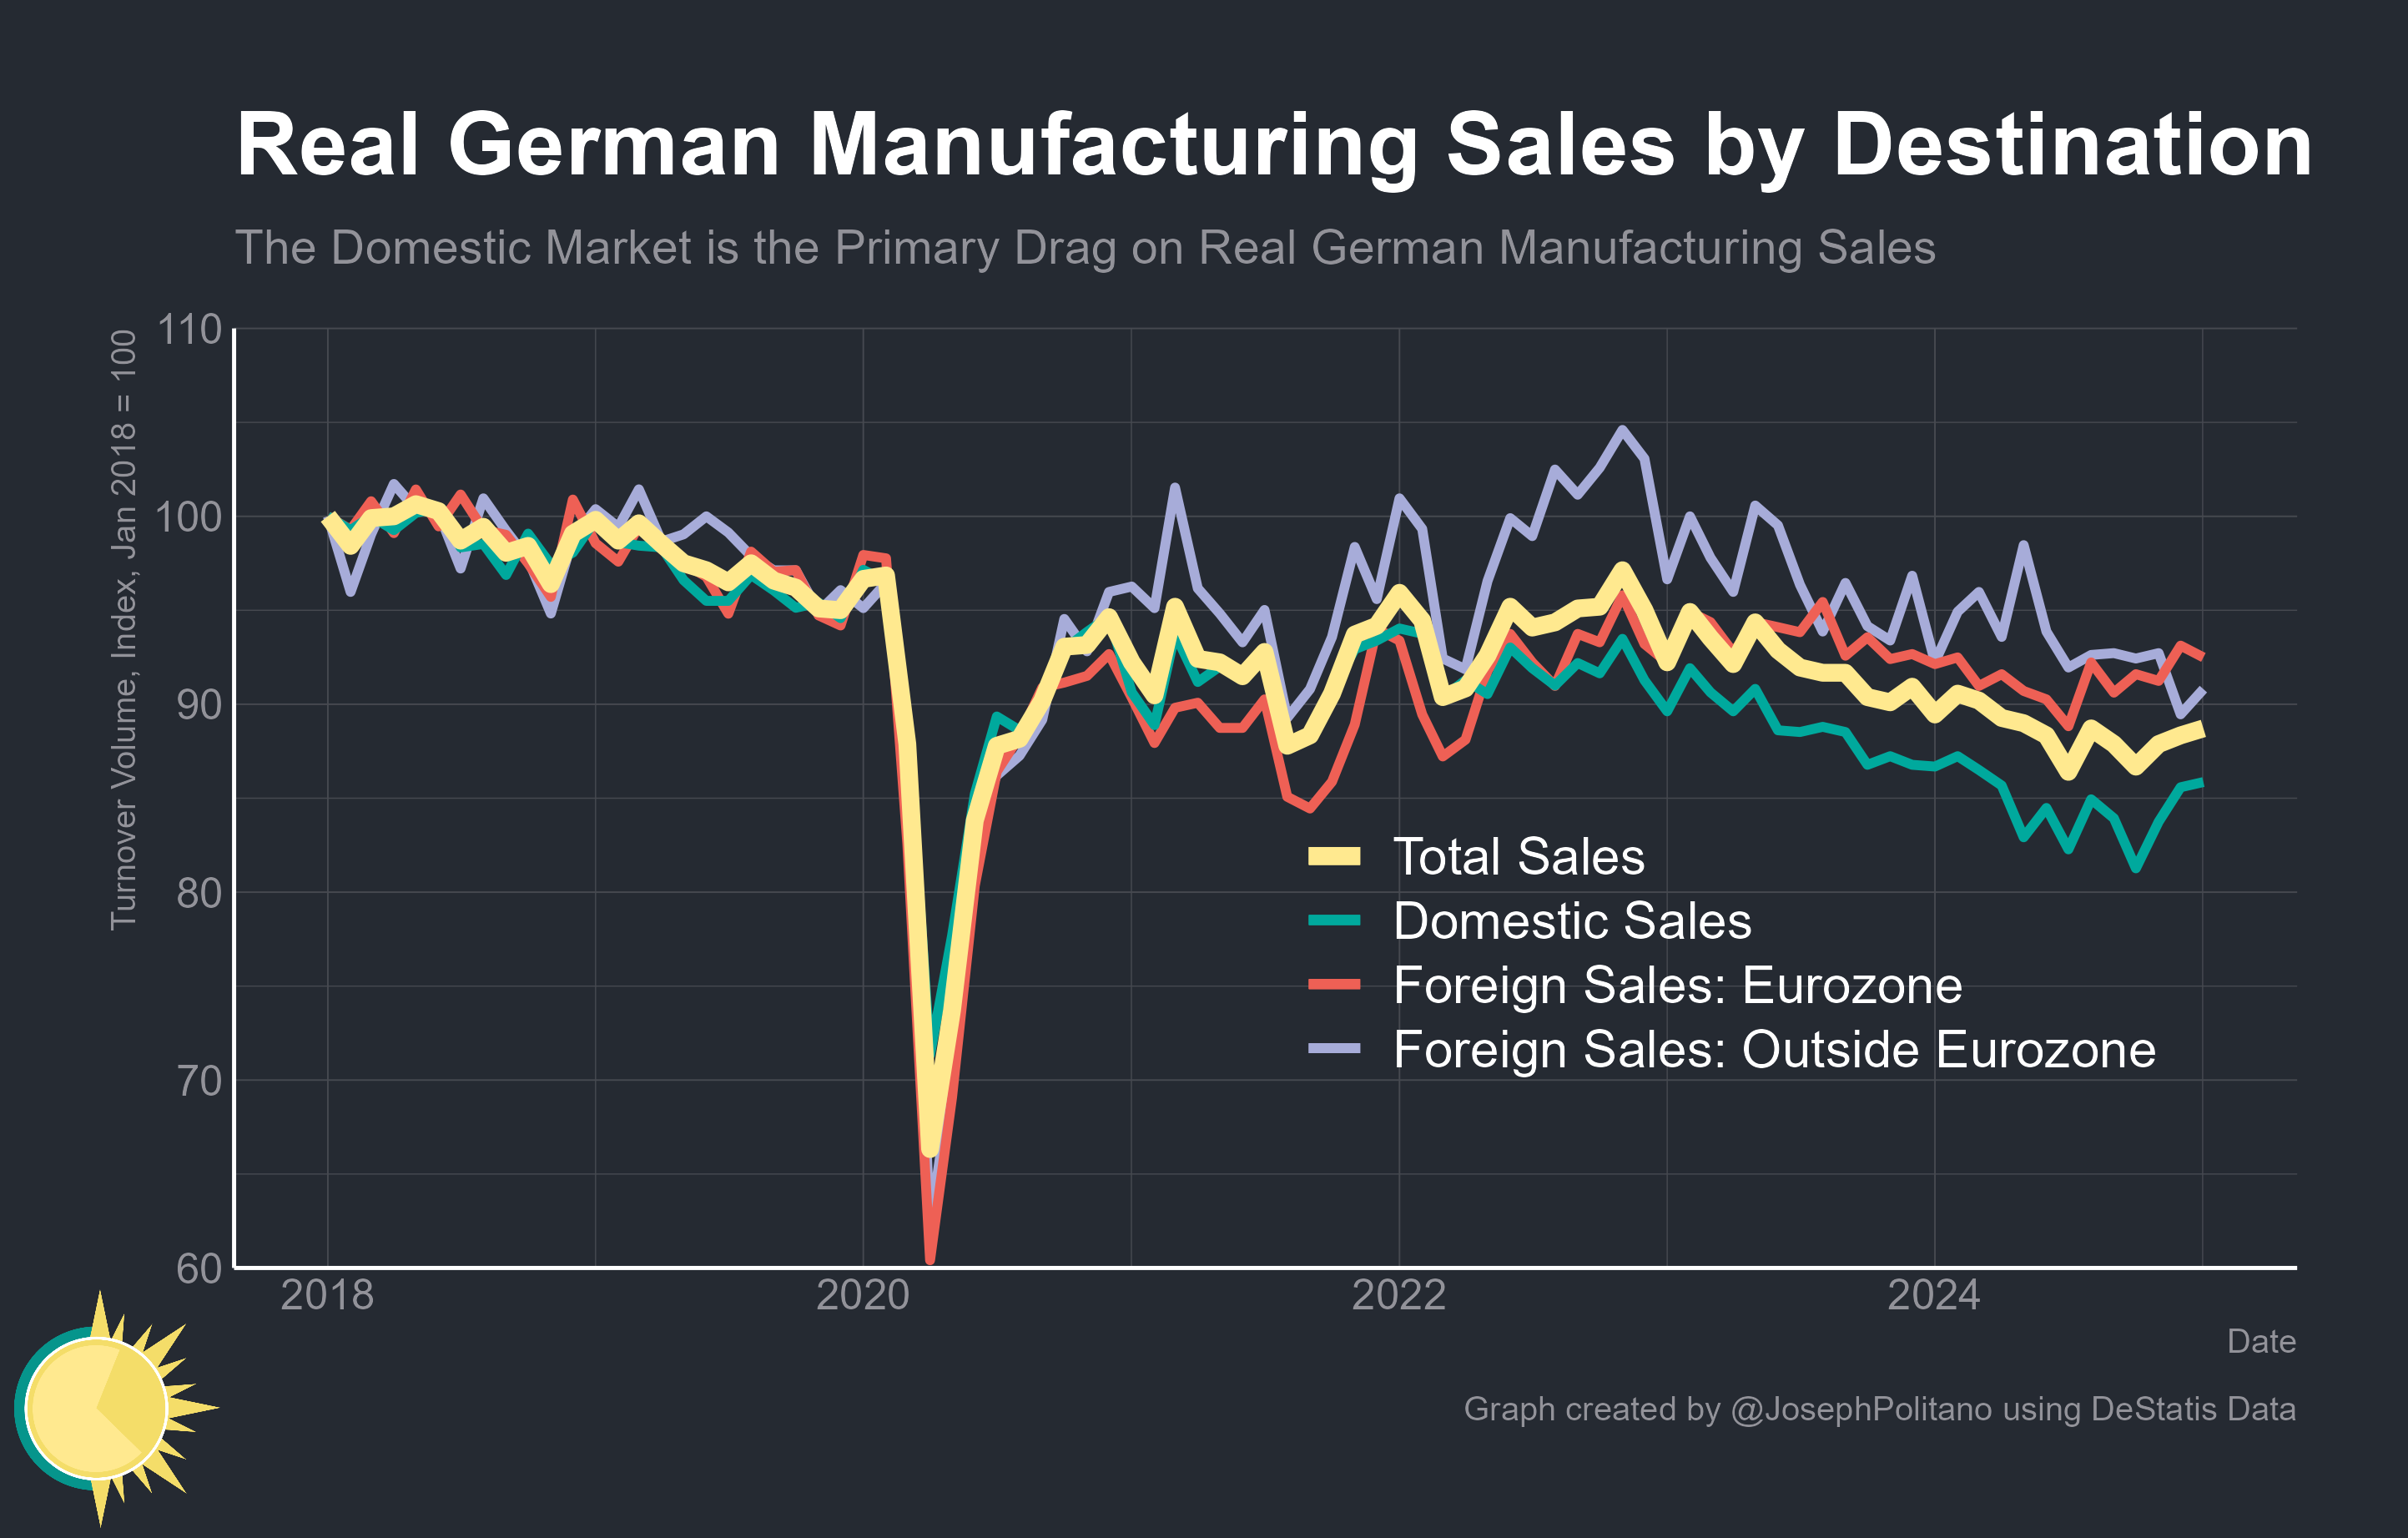 Real German Manufacturing Sales by Destination
The Domestic Market is the Primary Drag on Real German Manufacturing Sales
Turnover Volume, Index, Jan 2018 = 100
110
100
90
80
70
60
Total Sales
Domestic Sales
Foreign Sales: Eurozone
Foreign Sales: Outside Eurozone
2018 2020 2022 2024
Date
Graph created by @JosephPolitano using DeStatis Data